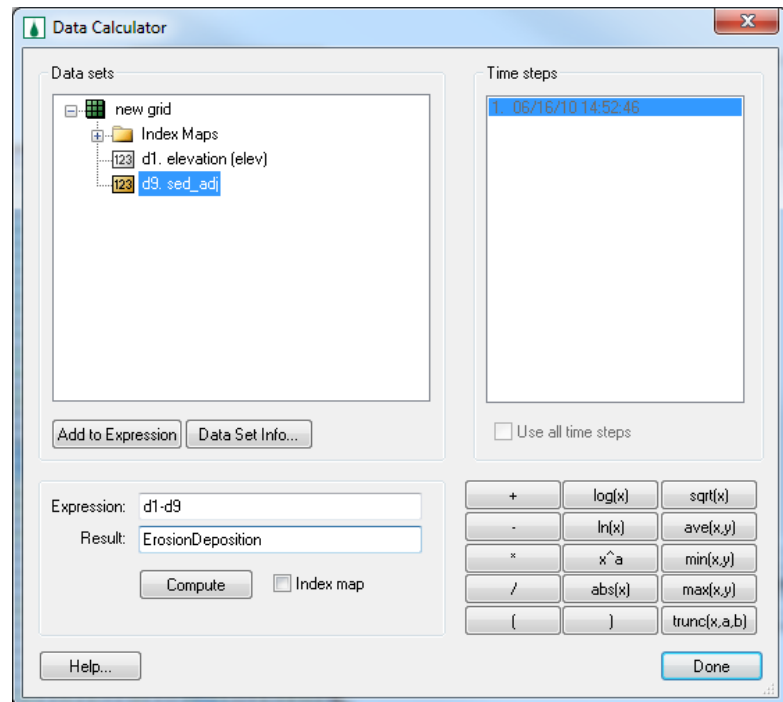 Data Calculator
Data sets
new grid
Index Maps
123 d1. elevation (elev)
123 d9. sed_adj
Add to Expression Data Set Info...
Time steps
1. 06/16/10 14:52:46
Use all time steps
Expression: d1-d9
Result: ErosionDeposition
Compute Index map
+ log(x) sqrt(x)
- ln(x) ave(x,y)
* x^a min(x,y)
/ abs(x) max(x,y)
( ) trunc(x,a,b)
Help... Done